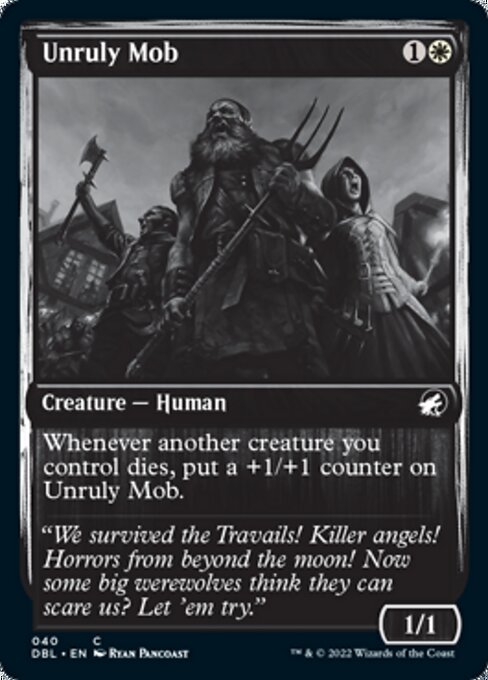 Unruly Mob 1
Creature — Human
Whenever another creature you
control dies, put a +1/+1 counter on
Unruly Mob.
“We survived the Travails! Killer angels!
Horrors from beyond the moon! Now
some big werewolves think they can
scare us? Let ’em try.”
1/1
040 C
DBL • EN Ryan Pancoast
™ & © 2022 Wizards of the Coast